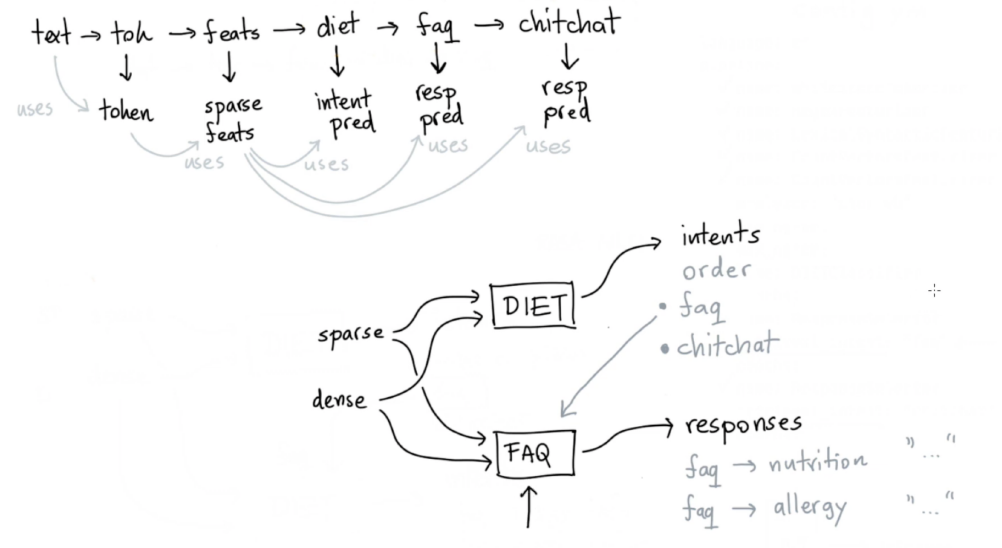 text → tok → feats → diet → faq → chitchat
uses
token
sparse
feats
intent
pred
resp
pred
resp
pred
uses
uses
uses
uses
intents
order
• faq
• chitchat
DIET
sparse
dense
FAQ
responses
faq → nutrition "..."
faq → allergy "..."